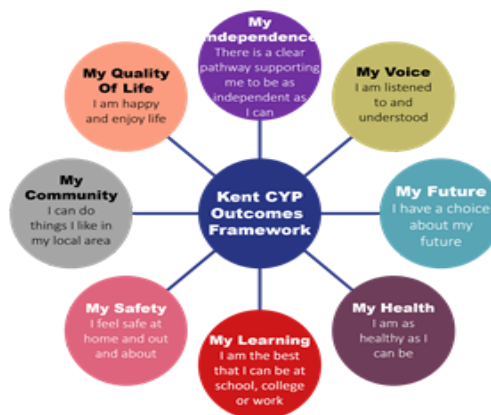 My
Independence
There is a clear
pathway supporting
me to be as
independent as
I can
My Voice
I am listened
to and
understood
My Future
I have a choice
about my
future
My Health
I am as
healthy as I
can be
My Learning
I am the best
that I can be at
school, college
or work
My Safety
I feel safe at
home and out
and about
My
Community
I can do
things I like in
my local area
My Quality
Of Life
I am happy
and enjoy life
Kent CYP
Outcomes
Framework